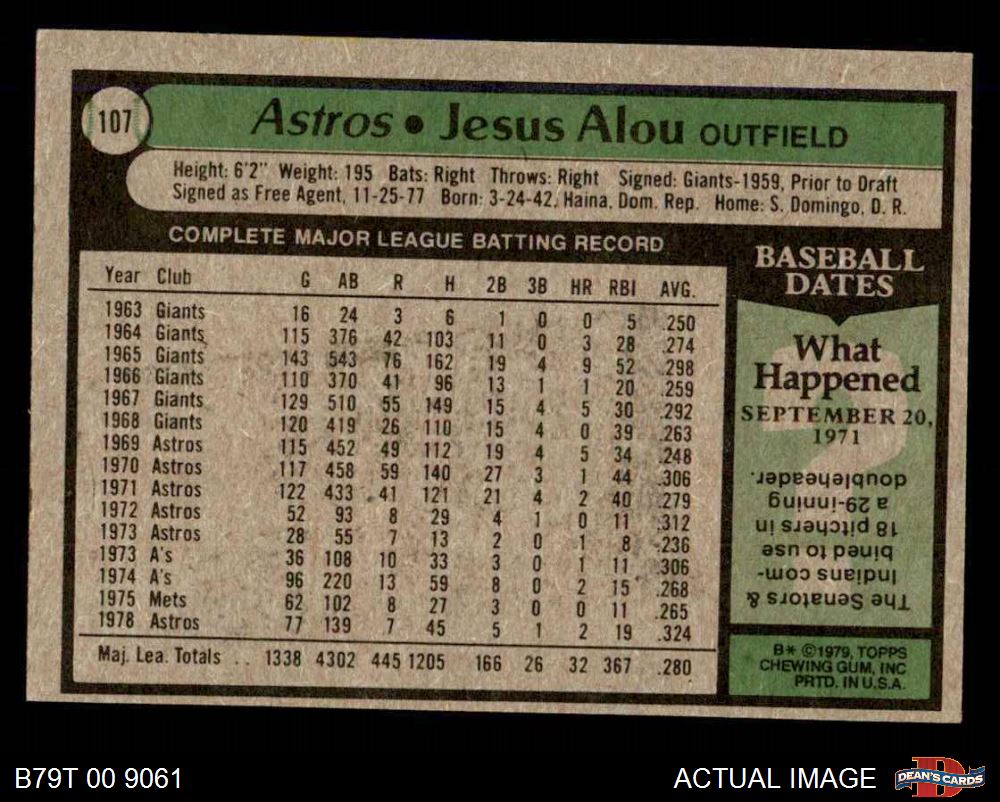 107
Astros • Jesus Alou OUTFIELD
Height: 6'2" Weight: 195 Bats: Right Throws: Right Signed: Giants-1959, Prior to Draft
Signed as Free Agent, 11-25-77 Born: 3-24-42, Haina, Dom. Rep. Home: S. Domingo, D. R.
COMPLETE MAJOR LEAGUE BATTING RECORD
Year Club G AB R H 2B 3B HR RBI AVG.
1963 Giants 16 24 3 6 1 0 0 5 .250
1964 Giants 115 376 42 103 11 0 3 28 .274
1965 Giants 143 543 76 162 19 4 9 52 .298
1966 Giants 110 370 41 96 13 1 1 20 .259
1967 Giants 129 510 55 149 15 4 5 30 .292
1968 Giants 120 419 26 110 15 4 0 39 .263
1969 Astros 115 452 49 112 19 4 5 34 .248
1970 Astros 117 458 59 140 27 3 1 44 .306
1971 Astros 122 433 41 121 21 4 2 40 .279
1972 Astros 52 93 8 29 4 1 0 11 .312
1973 Astros 28 55 7 13 2 0 1 8 .236
1973 A's 36 108 10 33 3 0 1 11 .306
1974 A's 96 220 13 59 8 0 2 15 .268
1975 Mets 62 102 8 27 3 0 0 11 .265
1978 Astros 77 139 7 45 5 1 2 19 .324
Maj. Lea. Totals . . 1338 4302 445 1205 166 26 32 367 .280
BASEBALL
DATES
What
Happened
SEPTEMBER 20,
1971
The Senators &
Indians com-
bined to use
18 pitchers in
a 29-inning
doubleheader.
B* ©1979, TOPPS
CHEWING GUM, INC
PRTD. IN U.S.A.
B79T 00 9061
ACTUAL IMAGE
DEAN'S CARDS